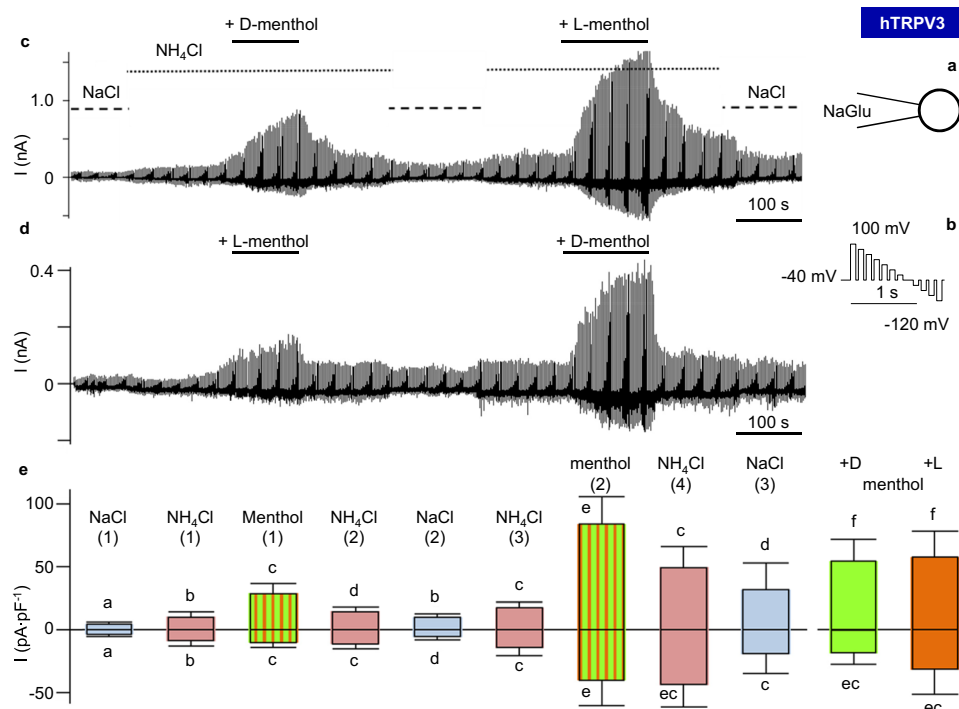 hTRPV3
c
+ D-menthol
+ L-menthol
NH4Cl
NaCl
NaCl
1.0
0
I (nA)
100 s
a
NaGlu
b
100 mV
-40 mV
1 s
-120 mV
d
+ L-menthol
+ D-menthol
0.4
0
I (nA)
100 s
e
NaCl
(1)
NH4Cl
(1)
Menthol
(1)
NH4Cl
(2)
NaCl
(2)
NH4Cl
(3)
menthol
(2)
NH4Cl
(4)
NaCl
(3)
+D +L
menthol
I (pA·pF-1)
100
50
0
-50
a b c d b c e c d f f
a b c c d c e ec c ec ec